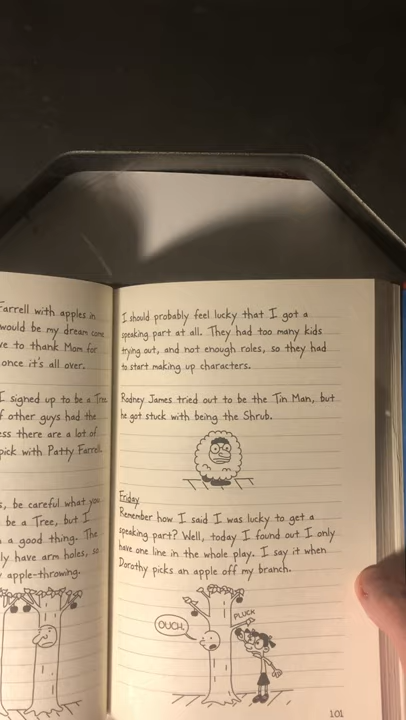 Farrell with apples in
would be my dream come
ve to thank Mom for
once it's all over.
I signed up to be a Tree
f other guys had the
ess there are a lot of
pick with Patty Farrell.
s, be careful what you
be a Tree, but I
a good thing. The
ly have arm holes, so
apple-throwing.
I should probably feel lucky that I got a
speaking part at all. They had too many kids
trying out, and not enough roles, so they had
to start making up characters.
Rodney James tried out to be the Tin Man, but
he got stuck with being the Shrub.
Friday
Remember how I said I was lucky to get a
speaking part? Well, today I found out I only
have one line in the whole play. I say it when
Dorothy picks an apple off my branch.
PLUCK
OUCH.
101